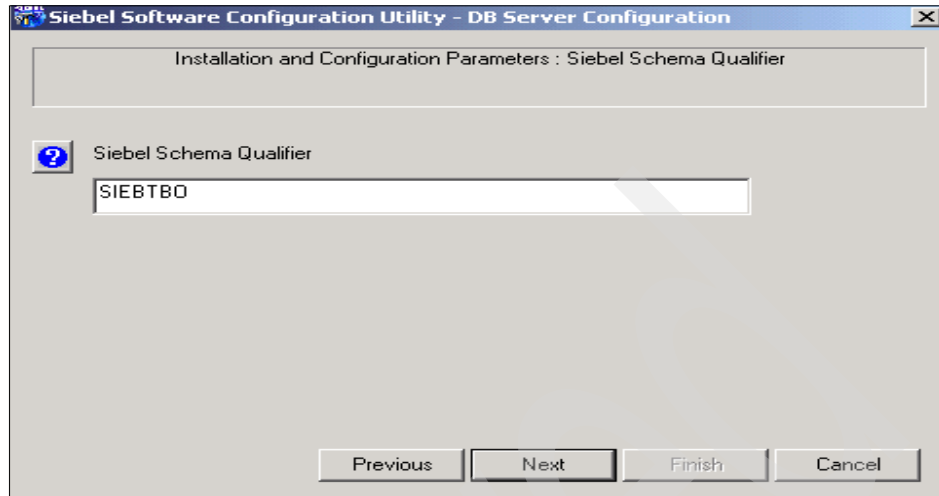 Siebel Software Configuration Utility - DB Server Configuration
Installation and Configuration Parameters : Siebel Schema Qualifier
Siebel Schema Qualifier
SIEBTBO
Previous Next Finish Cancel